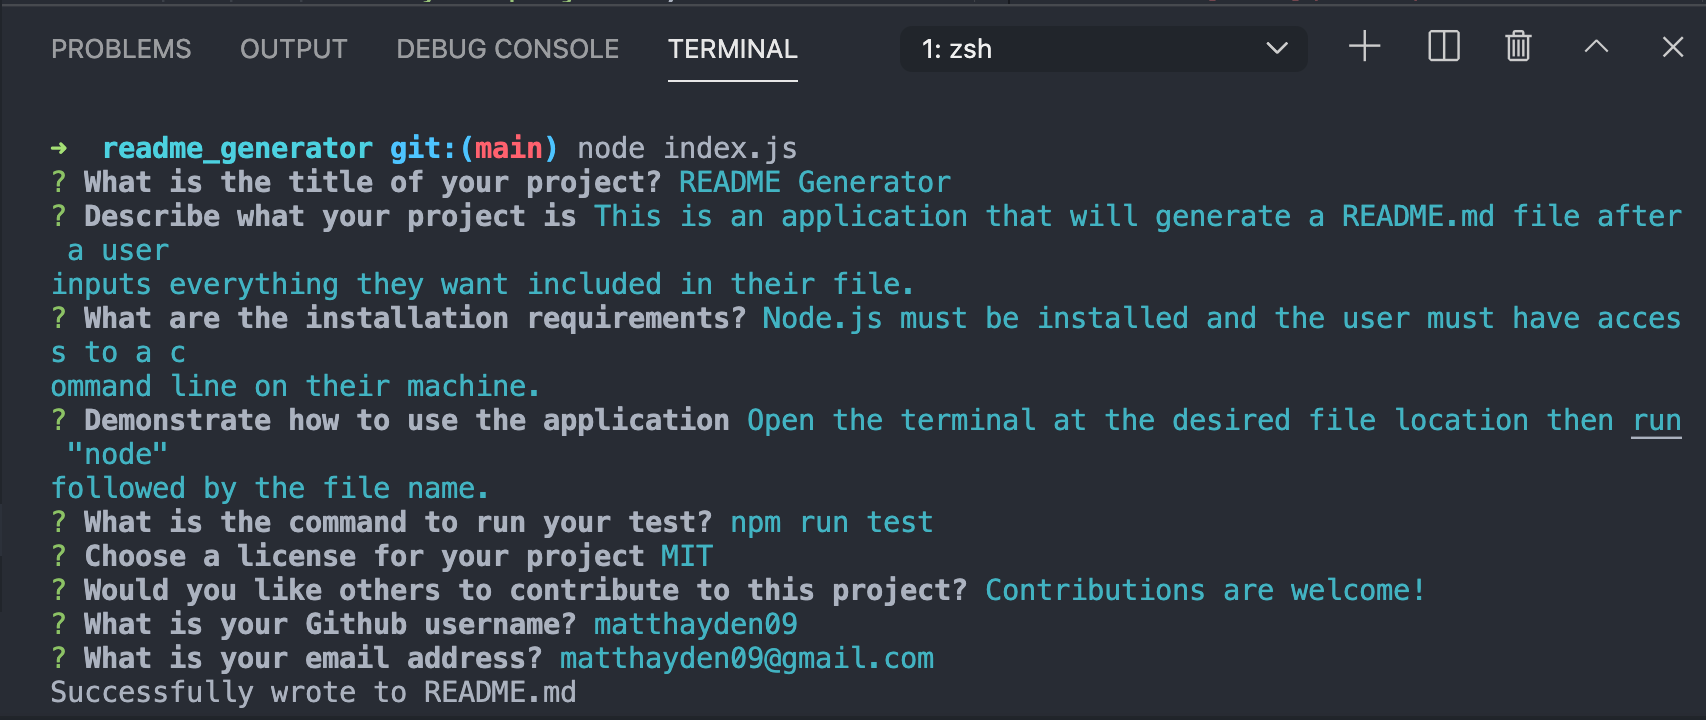 PROBLEMS OUTPUT DEBUG CONSOLE TERMINAL 1: zsh
➜ readme_generator git:(main) node index.js
? What is the title of your project? README Generator
? Describe what your project is This is an application that will generate a README.md file after
a user
inputs everything they want included in their file.
? What are the installation requirements? Node.js must be installed and the user must have acces
s to a c
ommand line on their machine.
? Demonstrate how to use the application Open the terminal at the desired file location then run
"node"
followed by the file name.
? What is the command to run your test? npm run test
? Choose a license for your project MIT
? Would you like others to contribute to this project? Contributions are welcome!
? What is your Github username? matthayden09
? What is your email address? matthayden09@gmail.com
Successfully wrote to README.md